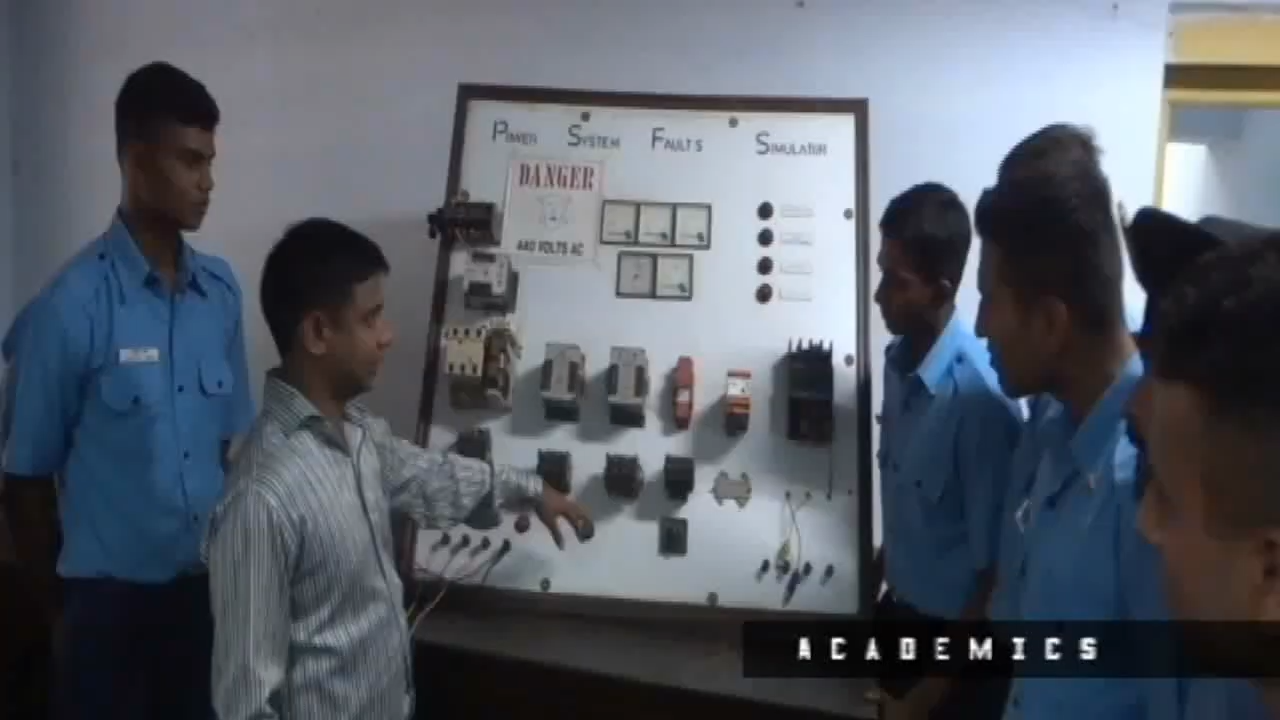 POWER SYSTEM FAULTS SIMULATOR
DANGER
440 VOLTS AC
ACADEMICS